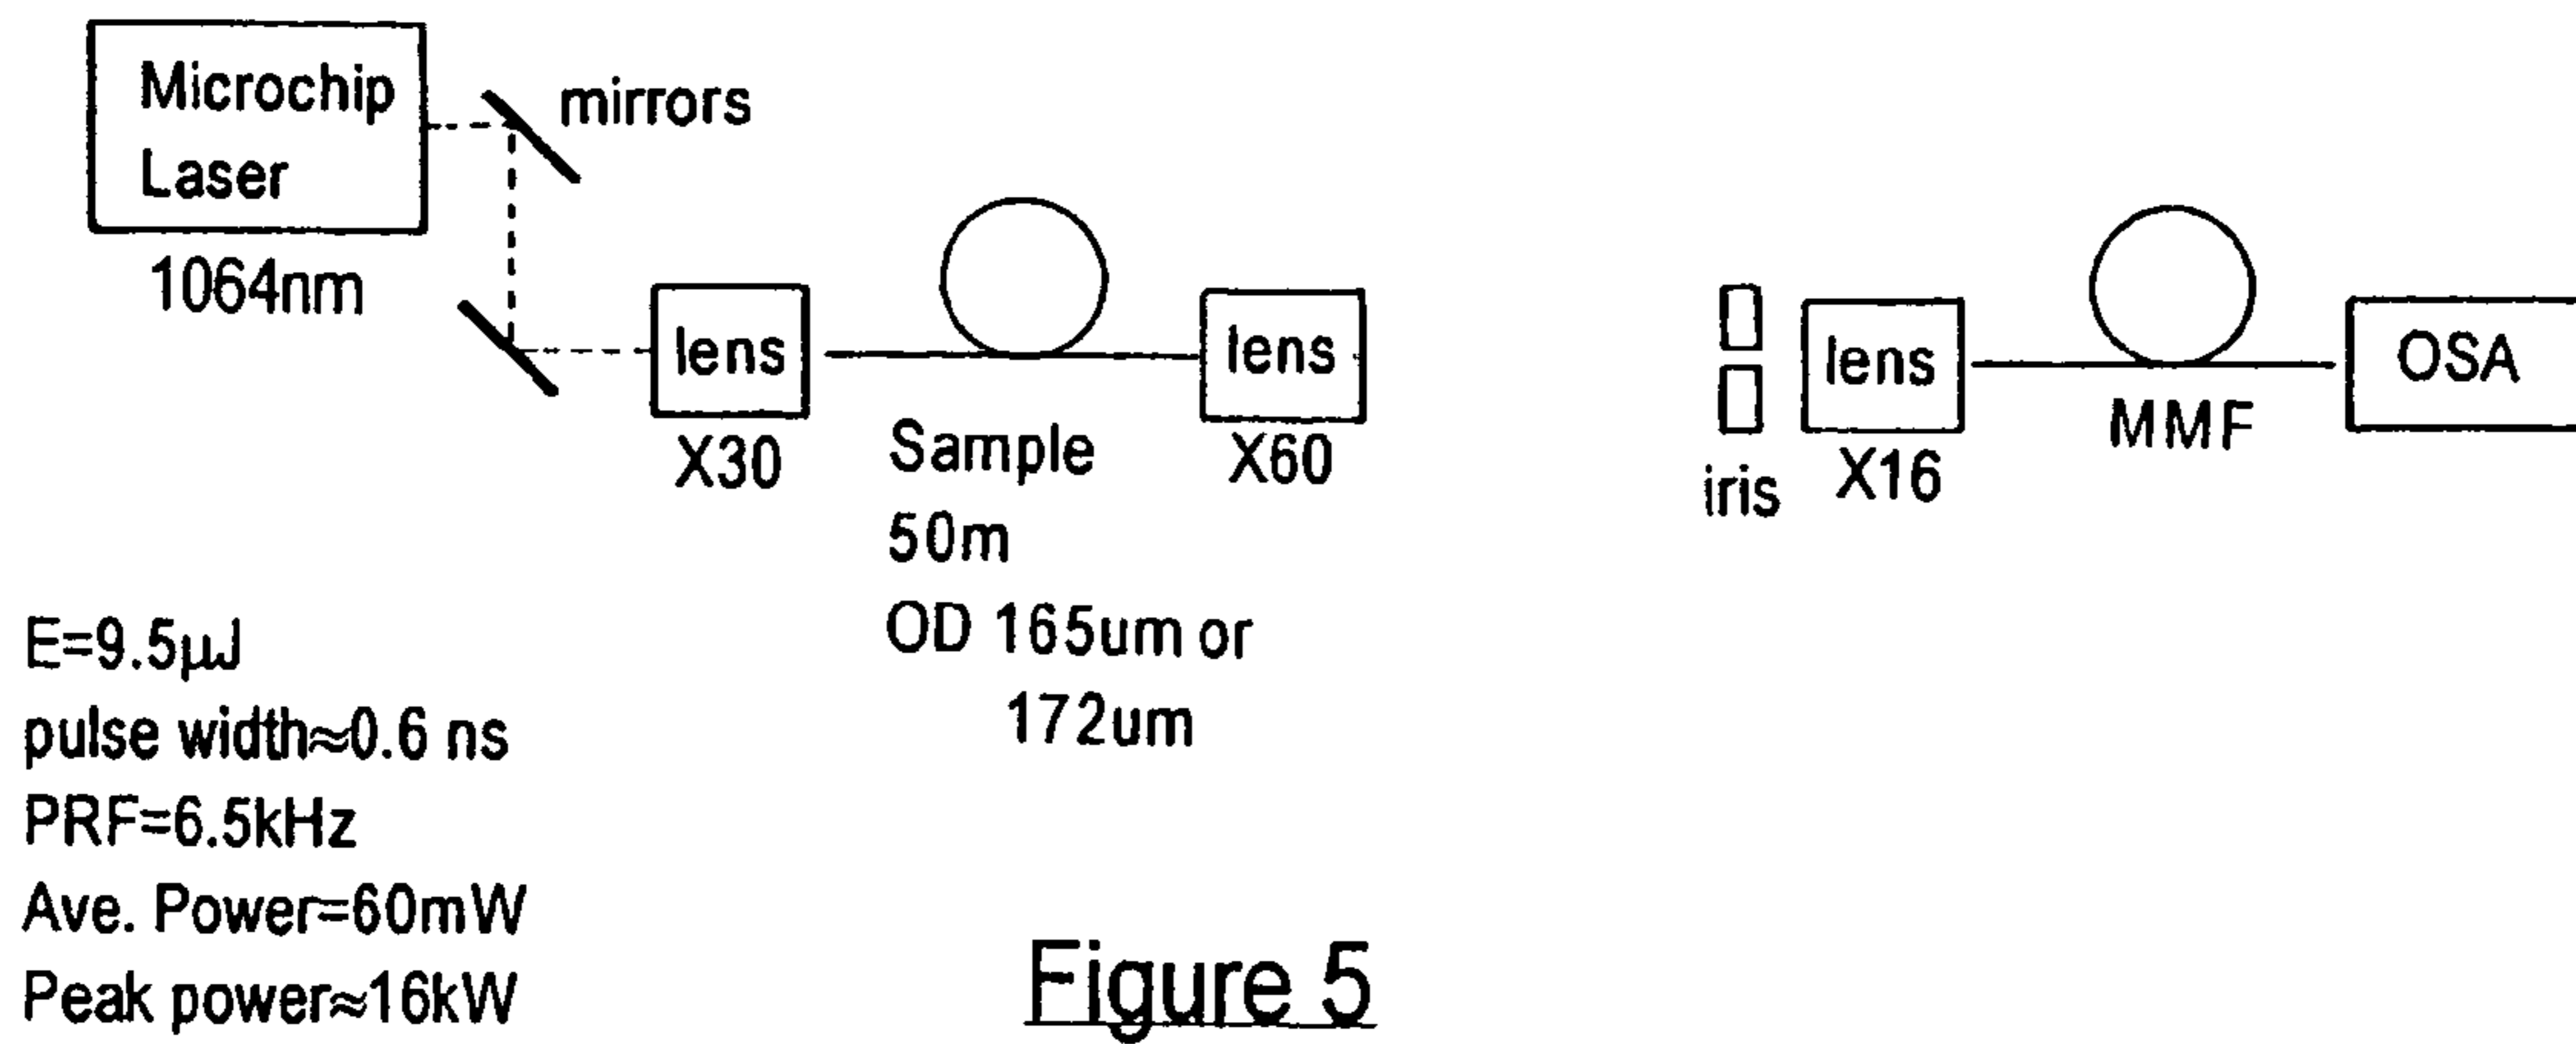 Microchip
Laser
mirrors
1064nm
lens
X30
Sample
50m
OD 165um or
172um
lens
X60
iris
lens
X16
MMF
OSA
E=9.5µJ
pulse width≈0.6 ns
PRF=6.5kHz
Ave. Power=60mW
Peak power≈16kW
Figure 5